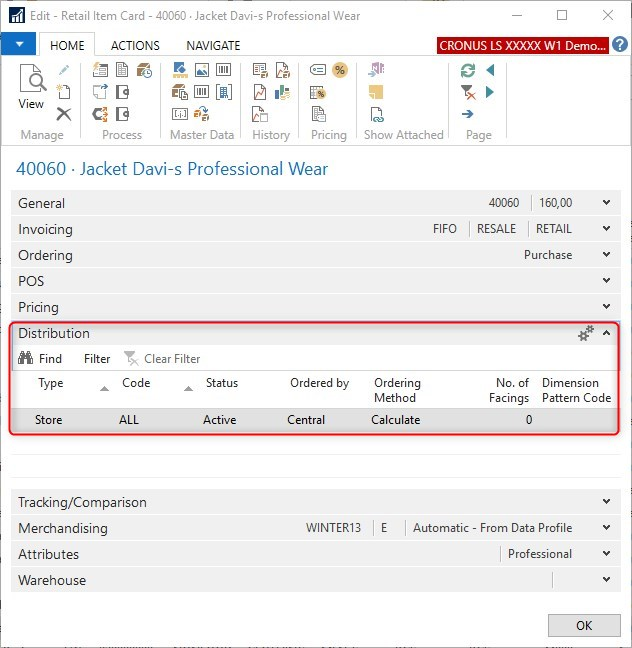 Edit - Retail Item Card - 40060 · Jacket Davi-s Professional Wear
HOME ACTIONS NAVIGATE CRONUS LS XXXXX W1 Demo...
View
Manage Process Master Data History Pricing Show Attached Page
40060 · Jacket Davi-s Professional Wear
General 40060 160,00
Invoicing FIFO RESALE RETAIL
Ordering Purchase
POS
Pricing
Distribution
Find Filter Clear Filter
Type Code Status Ordered by Ordering Method No. of Facings Dimension Pattern Code
Store ALL Active Central Calculate 0
Tracking/Comparison
Merchandising WINTER13 E Automatic - From Data Profile
Attributes Professional
Warehouse
OK